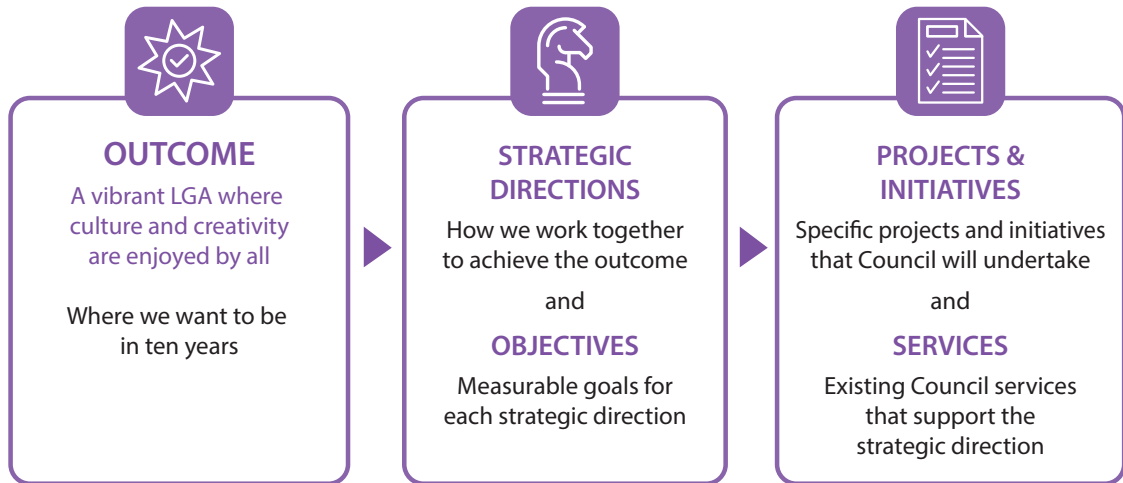 OUTCOME
A vibrant LGA where
culture and creativity
are enjoyed by all
Where we want to be
in ten years
STRATEGIC
DIRECTIONS
How we work together
to achieve the outcome
and
OBJECTIVES
Measurable goals for
each strategic direction
PROJECTS &
INITIATIVES
Specific projects and initiatives
that Council will undertake
and
SERVICES
Existing Council services
that support the
strategic direction